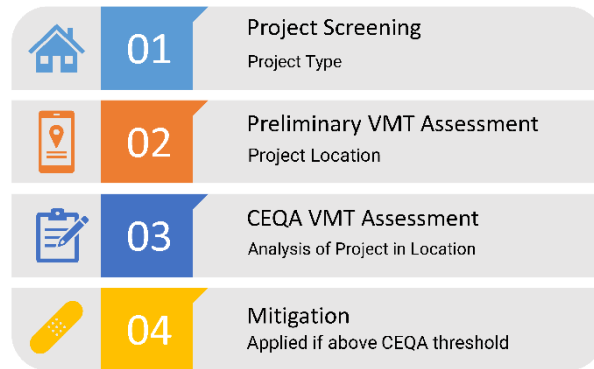 01
Project Screening
Project Type
02
Preliminary VMT Assessment
Project Location
03
CEQA VMT Assessment
Analysis of Project in Location
04
Mitigation
Applied if above CEQA threshold